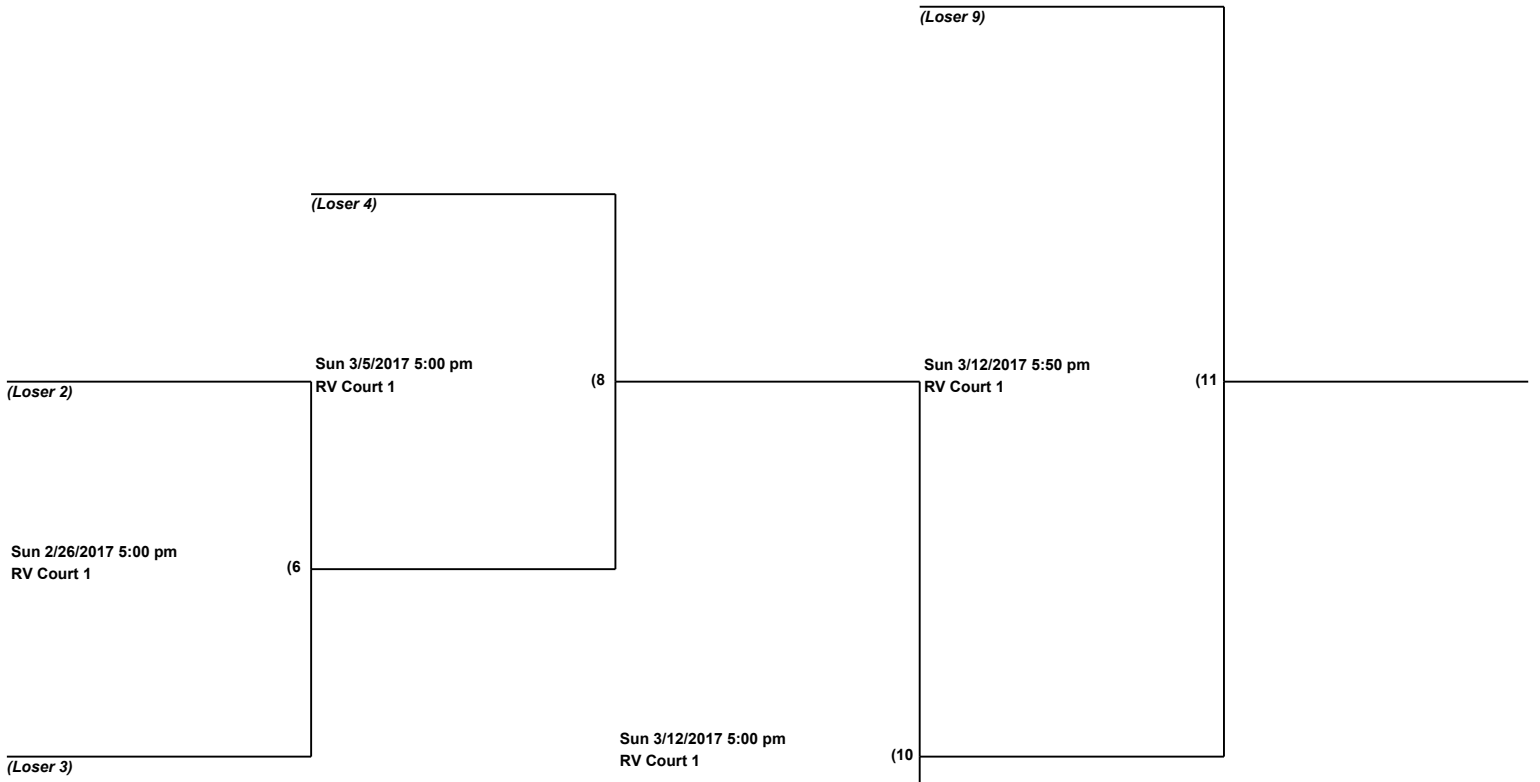 (Loser 9)
(Loser 4)
Sun 3/5/2017 5:00 pm
RV Court 1
(8
Sun 3/12/2017 5:50 pm
RV Court 1
(11
(Loser 2)
Sun 2/26/2017 5:00 pm
RV Court 1
(6
Sun 3/12/2017 5:00 pm
RV Court 1
(10
(Loser 3)